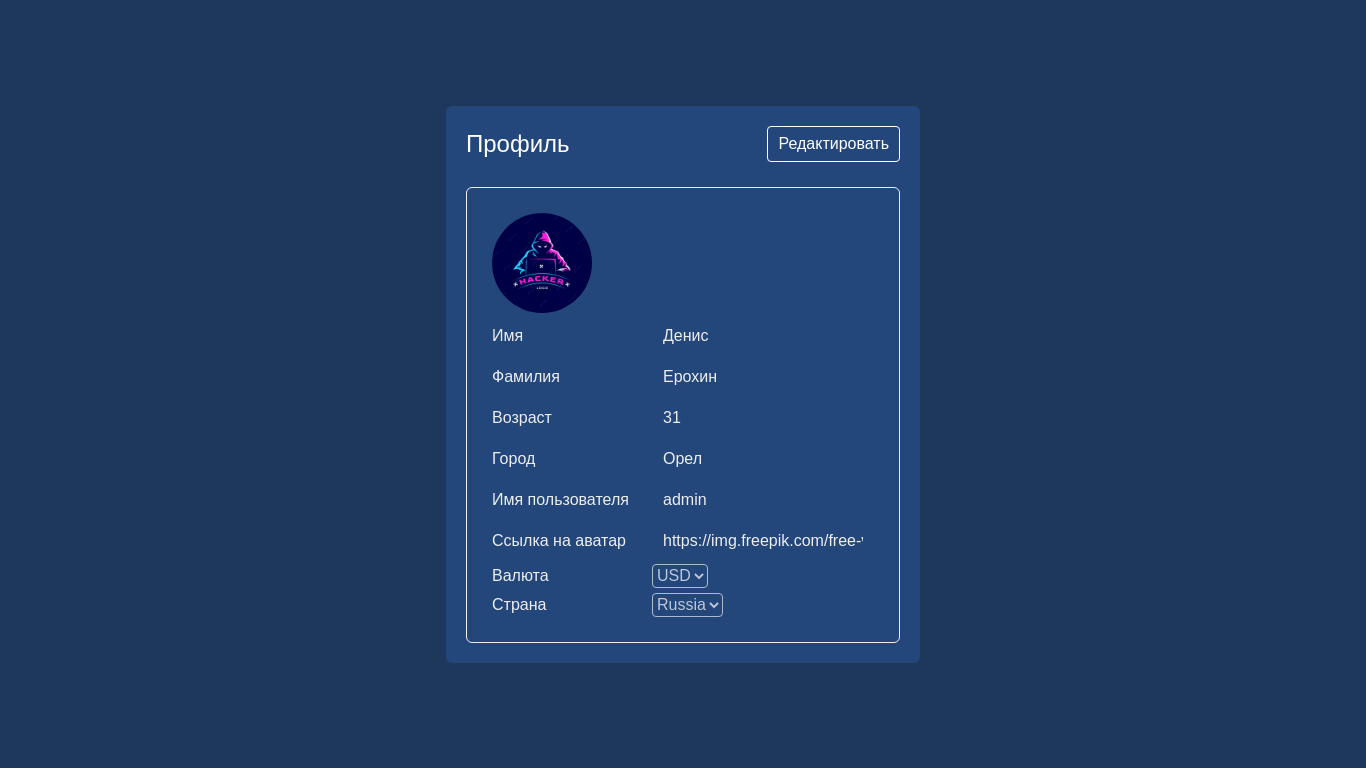 Профиль
Редактировать
HACKER
LOGO
Имя Денис
Фамилия Ерохин
Возраст 31
Город Орел
Имя пользователя admin
Ссылка на аватар https://img.freepik.com/free-
Валюта USD
Страна Russia